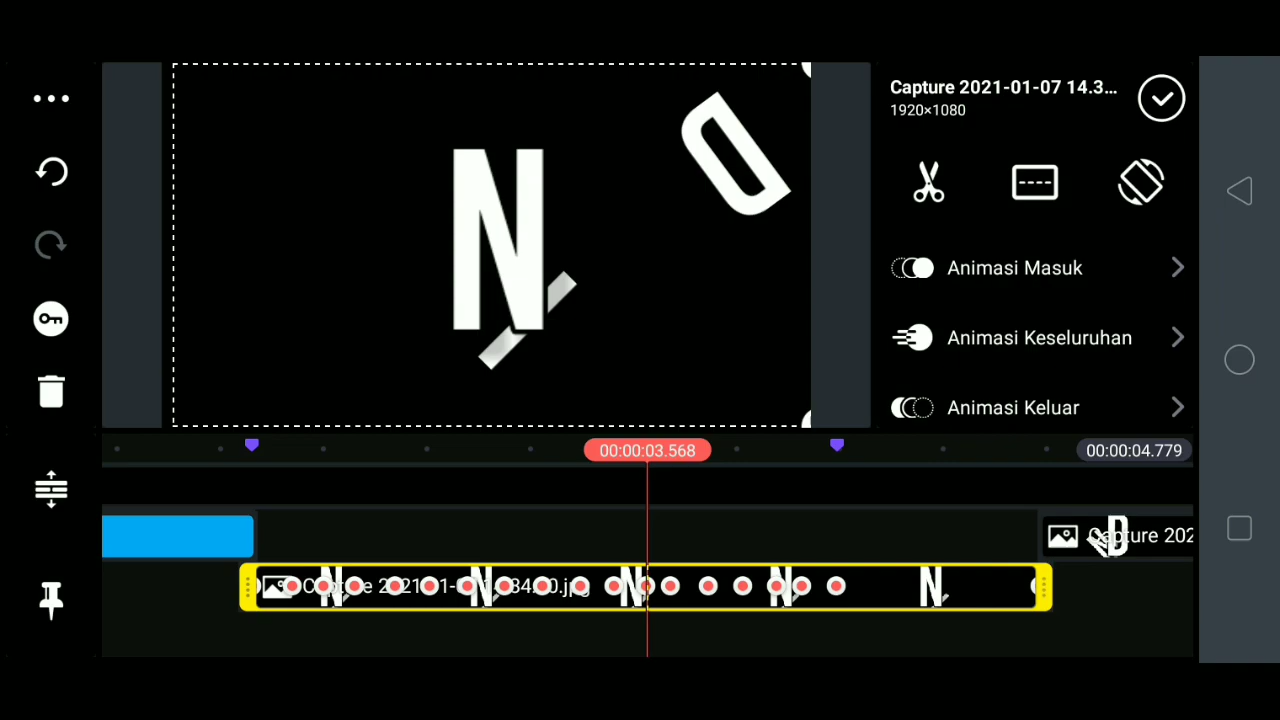 Capture 2021-01-07 14.3...
1920×1080
N
D
Animasi Masuk
Animasi Keseluruhan
Animasi Keluar
00:00:03.568
00:00:04.779
D
Capture 202
N N N N N